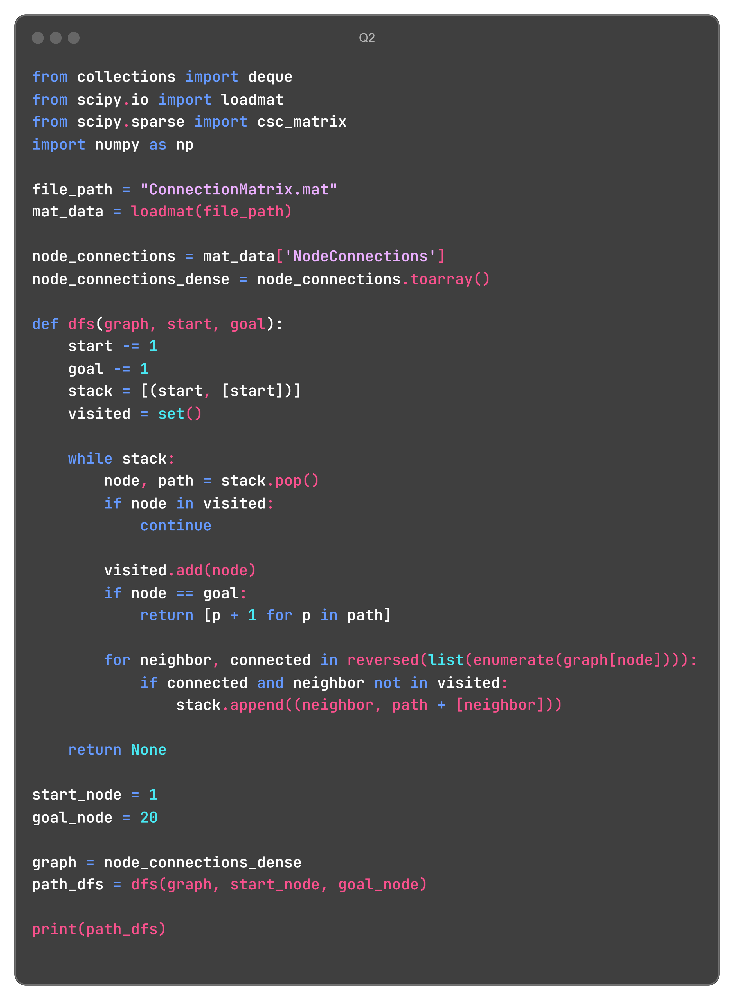 Q2
from collections import deque
from scipy.io import loadmat
from scipy.sparse import csc_matrix
import numpy as np

file_path = "ConnectionMatrix.mat"
mat_data = loadmat(file_path)

node_connections = mat_data['NodeConnections']
node_connections_dense = node_connections.toarray()

def dfs(graph, start, goal):
    start -= 1
    goal -= 1
    stack = [(start, [start])]
    visited = set()

    while stack:
        node, path = stack.pop()
        if node in visited:
            continue

        visited.add(node)
        if node == goal:
            return [p + 1 for p in path]

        for neighbor, connected in reversed(list(enumerate(graph[node]))):
            if connected and neighbor not in visited:
                stack.append((neighbor, path + [neighbor]))

    return None

start_node = 1
goal_node = 20

graph = node_connections_dense
path_dfs = dfs(graph, start_node, goal_node)

print(path_dfs)